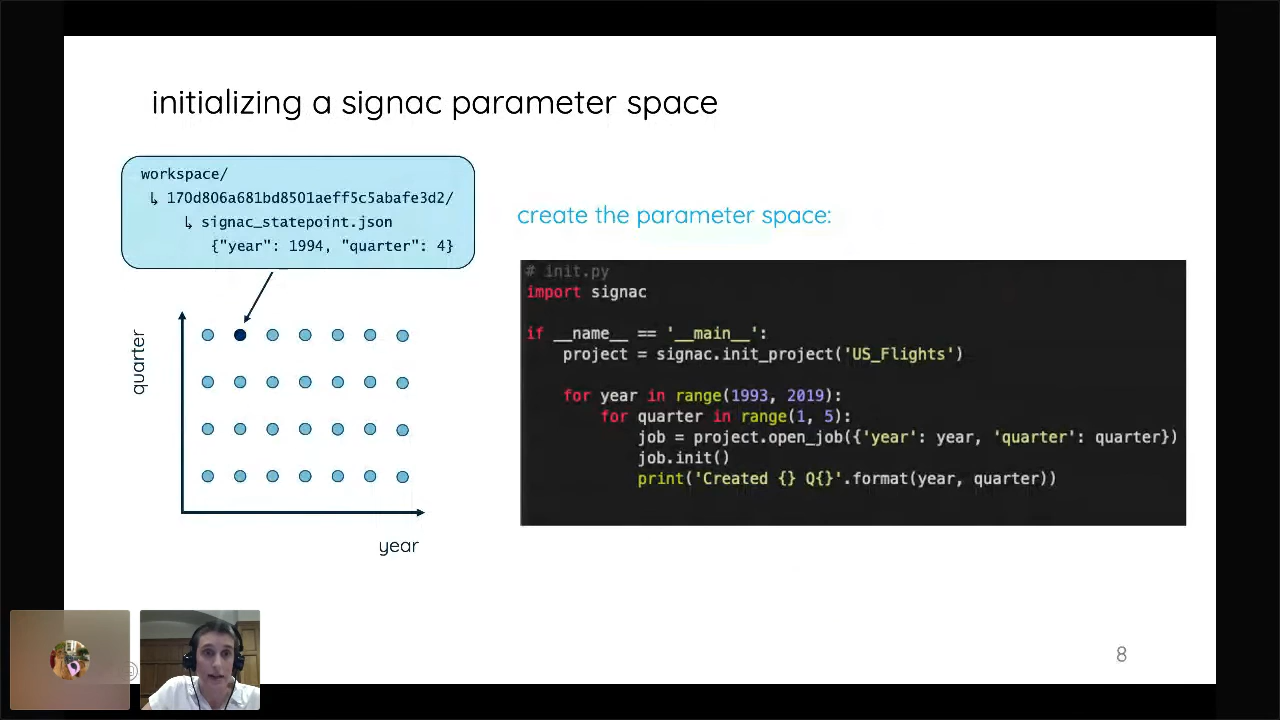 initializing a signac parameter space
workspace/
↳ 170d806a681bd8501aeff5c5abafe3d2/
↳ signac_statepoint.json
{"year": 1994, "quarter": 4}
quarter
year
create the parameter space:
# init.py
import signac
if __name__ == '__main__':
project = signac.init_project('US_Flights')
for year in range(1993, 2019):
for quarter in range(1, 5):
job = project.open_job({'year': year, 'quarter': quarter})
job.init()
print('Created {} Q{}'.format(year, quarter))
8